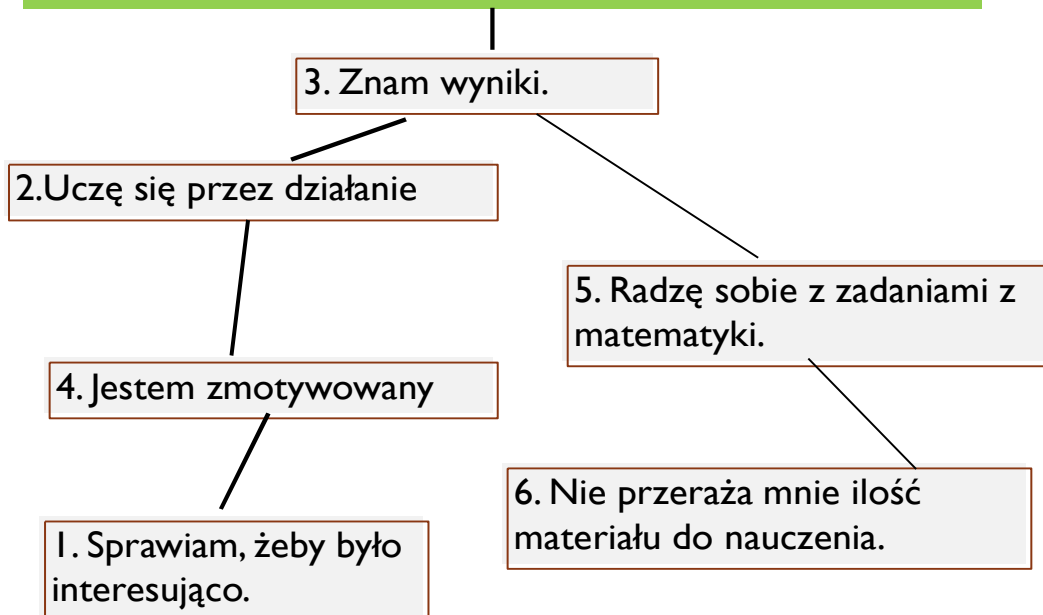 3. Znam wyniki.
2.Uczę się przez działanie
5. Radzę sobie z zadaniami z
matematyki.
4. Jestem zmotywowany
6. Nie przeraża mnie ilość
materiału do nauczenia.
1. Sprawiam, żeby było
interesująco.